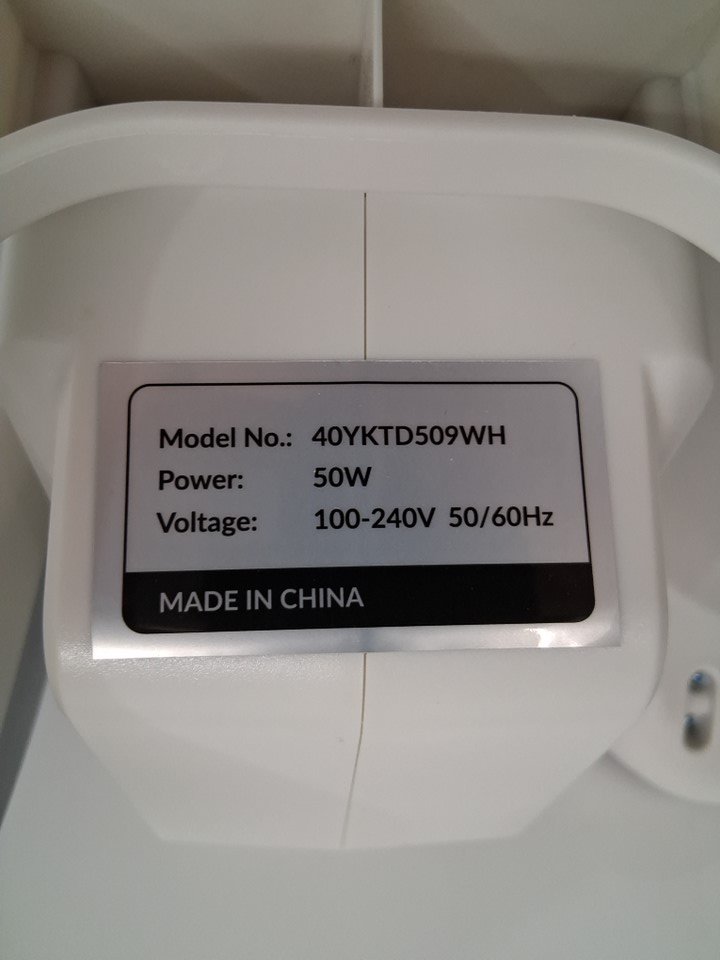 Model No.: 40YKTD509WH
Power: 50W
Voltage: 100-240V 50/60Hz
MADE IN CHINA